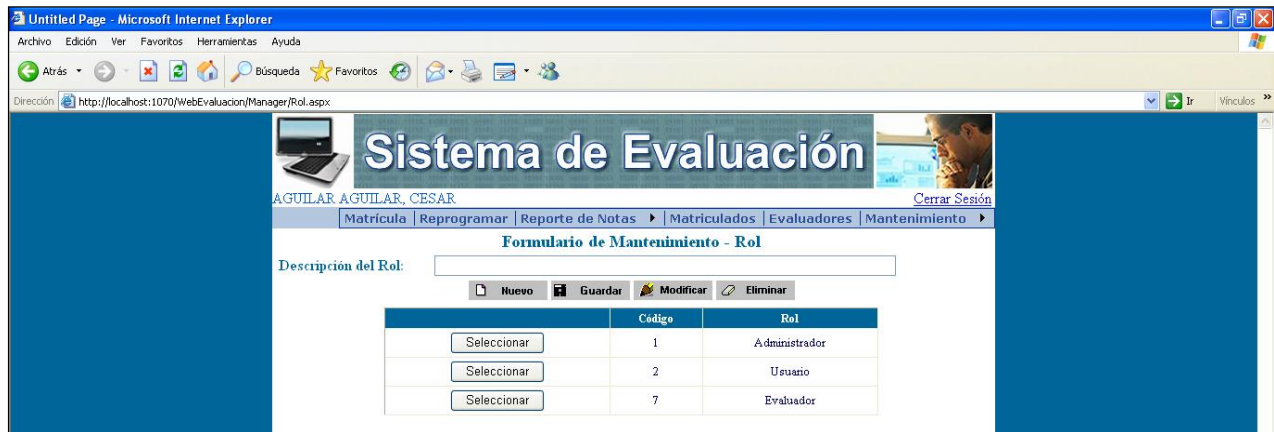 Untitled Page - Microsoft Internet Explorer
Archivo Edición Ver Favoritos Herramientas Ayuda
Atrás Búsqueda Favoritos
Dirección http://localhost:1070/WebEvaluacion/Manager/Rol.aspx Ir Vínculos »
Sistema de Evaluación
AGUILAR AGUILAR, CESAR Cerrar Sesión
Matrícula | Reprogramar | Reporte de Notas | Matriculados | Evaluadores | Mantenimiento
Formulario de Mantenimiento - Rol
Descripción del Rol:
Nuevo Guardar Modificar Eliminar
Código Rol
Seleccionar 1 Administrador
Seleccionar 2 Usuario
Seleccionar 7 Evaluador